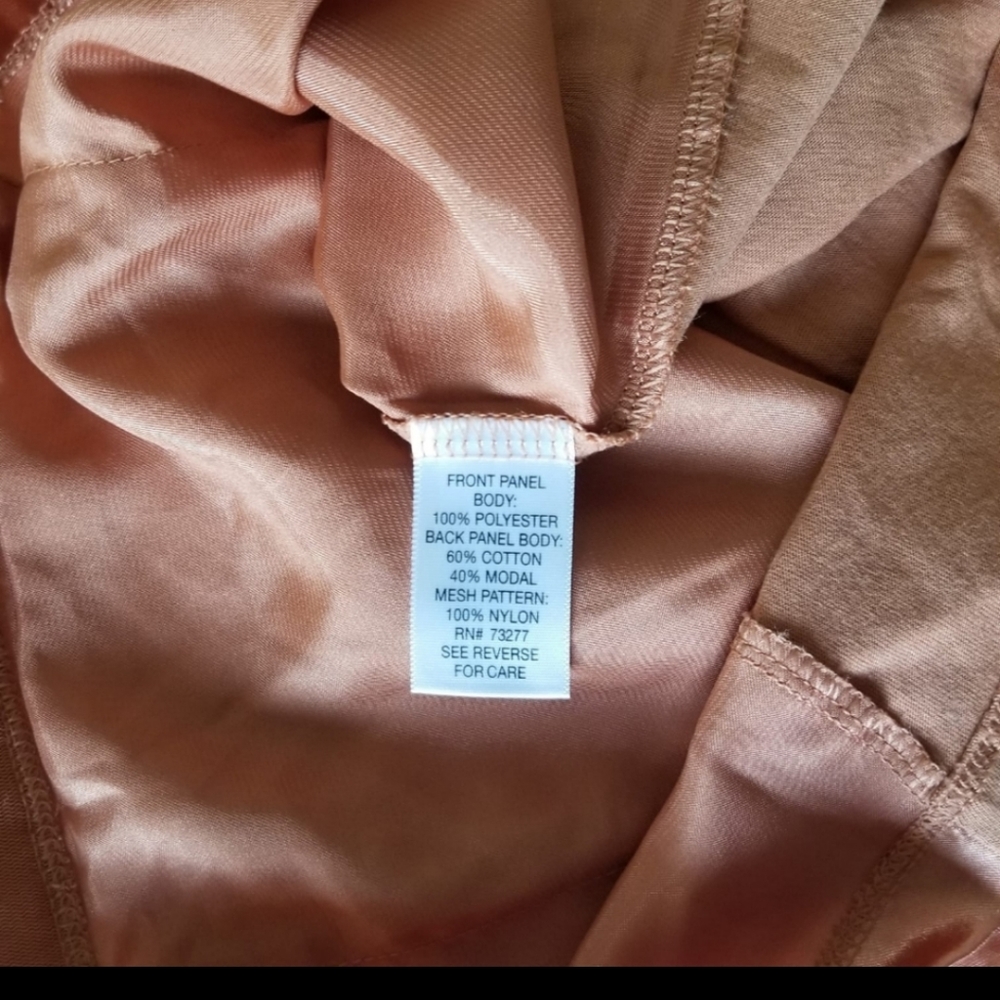 FRONT PANEL
BODY:
100% POLYESTER
BACK PANEL BODY:
60% COTTON
40% MODAL
MESH PATTERN:
100% NYLON
RN# 73277
SEE REVERSE
FOR CARE